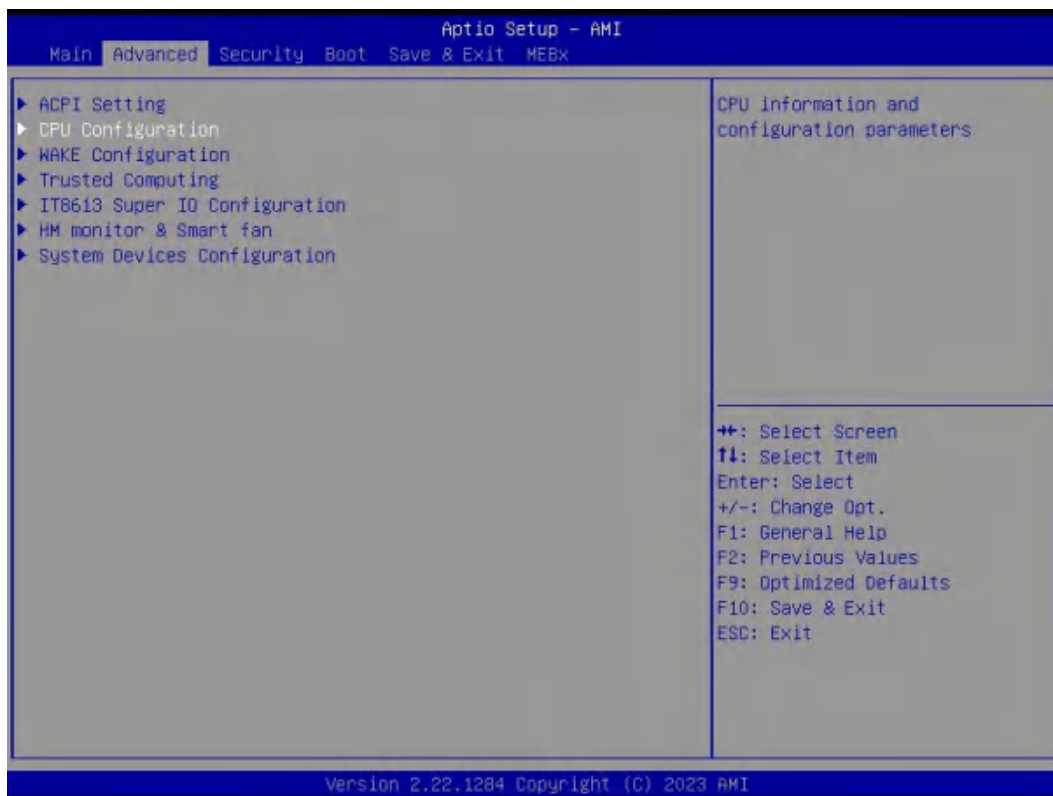 Aptio Setup - AMI
Main Advanced Security Boot Save & Exit MEBx
▶ ACPI Setting
▶ CPU Configuration
▶ WAKE Configuration
▶ Trusted Computing
▶ IT8613 Super IO Configuration
▶ HM monitor & Smart fan
▶ System Devices Configuration
CPU information and
configuration parameters
→←: Select Screen
↑↓: Select Item
Enter: Select
+/-: Change Opt.
F1: General Help
F2: Previous Values
F9: Optimized Defaults
F10: Save & Exit
ESC: Exit
Version 2.22.1284 Copyright (C) 2023 AMI